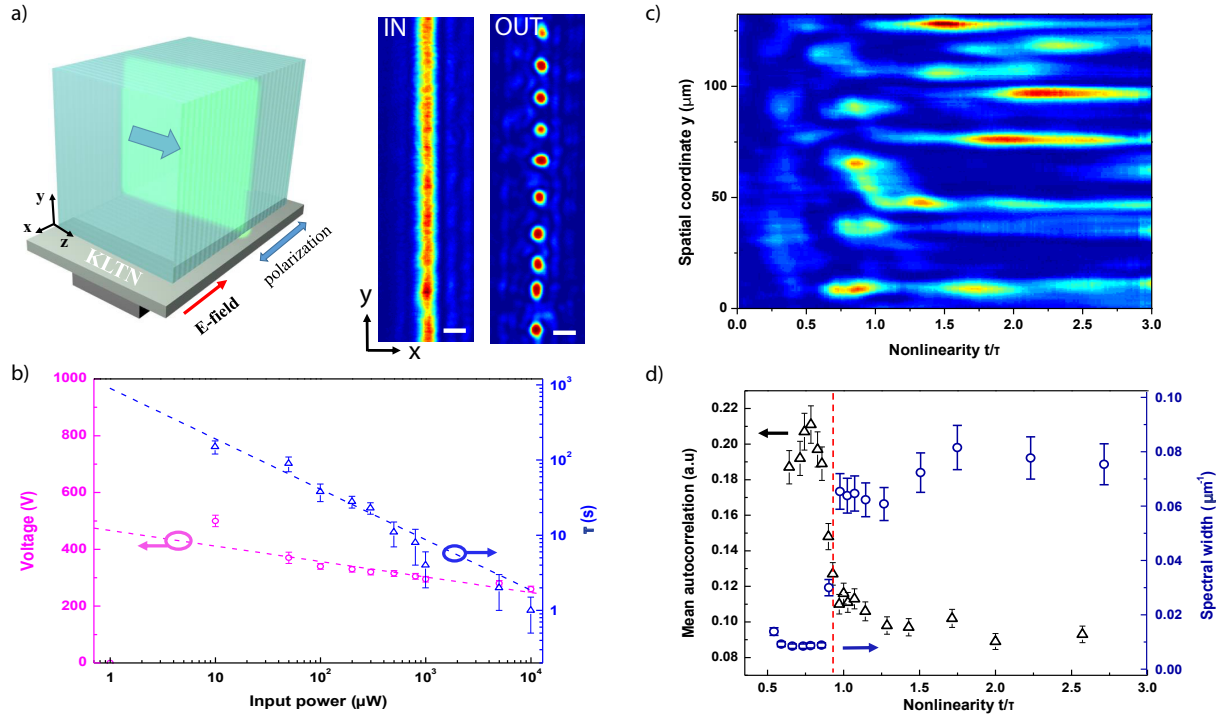 a)
IN
OUT
y
x
z
KLTN
E-field
polarization
y
x
b)
1000
800
600
400
200
0
Voltage (V)
10³
10²
10
1
τ (s)
1
10
10²
10³
10⁴
Input power (µW)
c)
100
50
0
Spatial coordinate y (µm)
0.0
0.5
1.0
1.5
2.0
2.5
3.0
Nonlinearity t/τ
d)
0.22
0.20
0.18
0.16
0.14
0.12
0.10
0.08
Mean autocorrelation (a.u)
0.10
0.08
0.06
0.04
0.02
0.00
Spectral width (µm⁻¹)
0.5
1.0
1.5
2.0
2.5
Nonlinearity t/τ